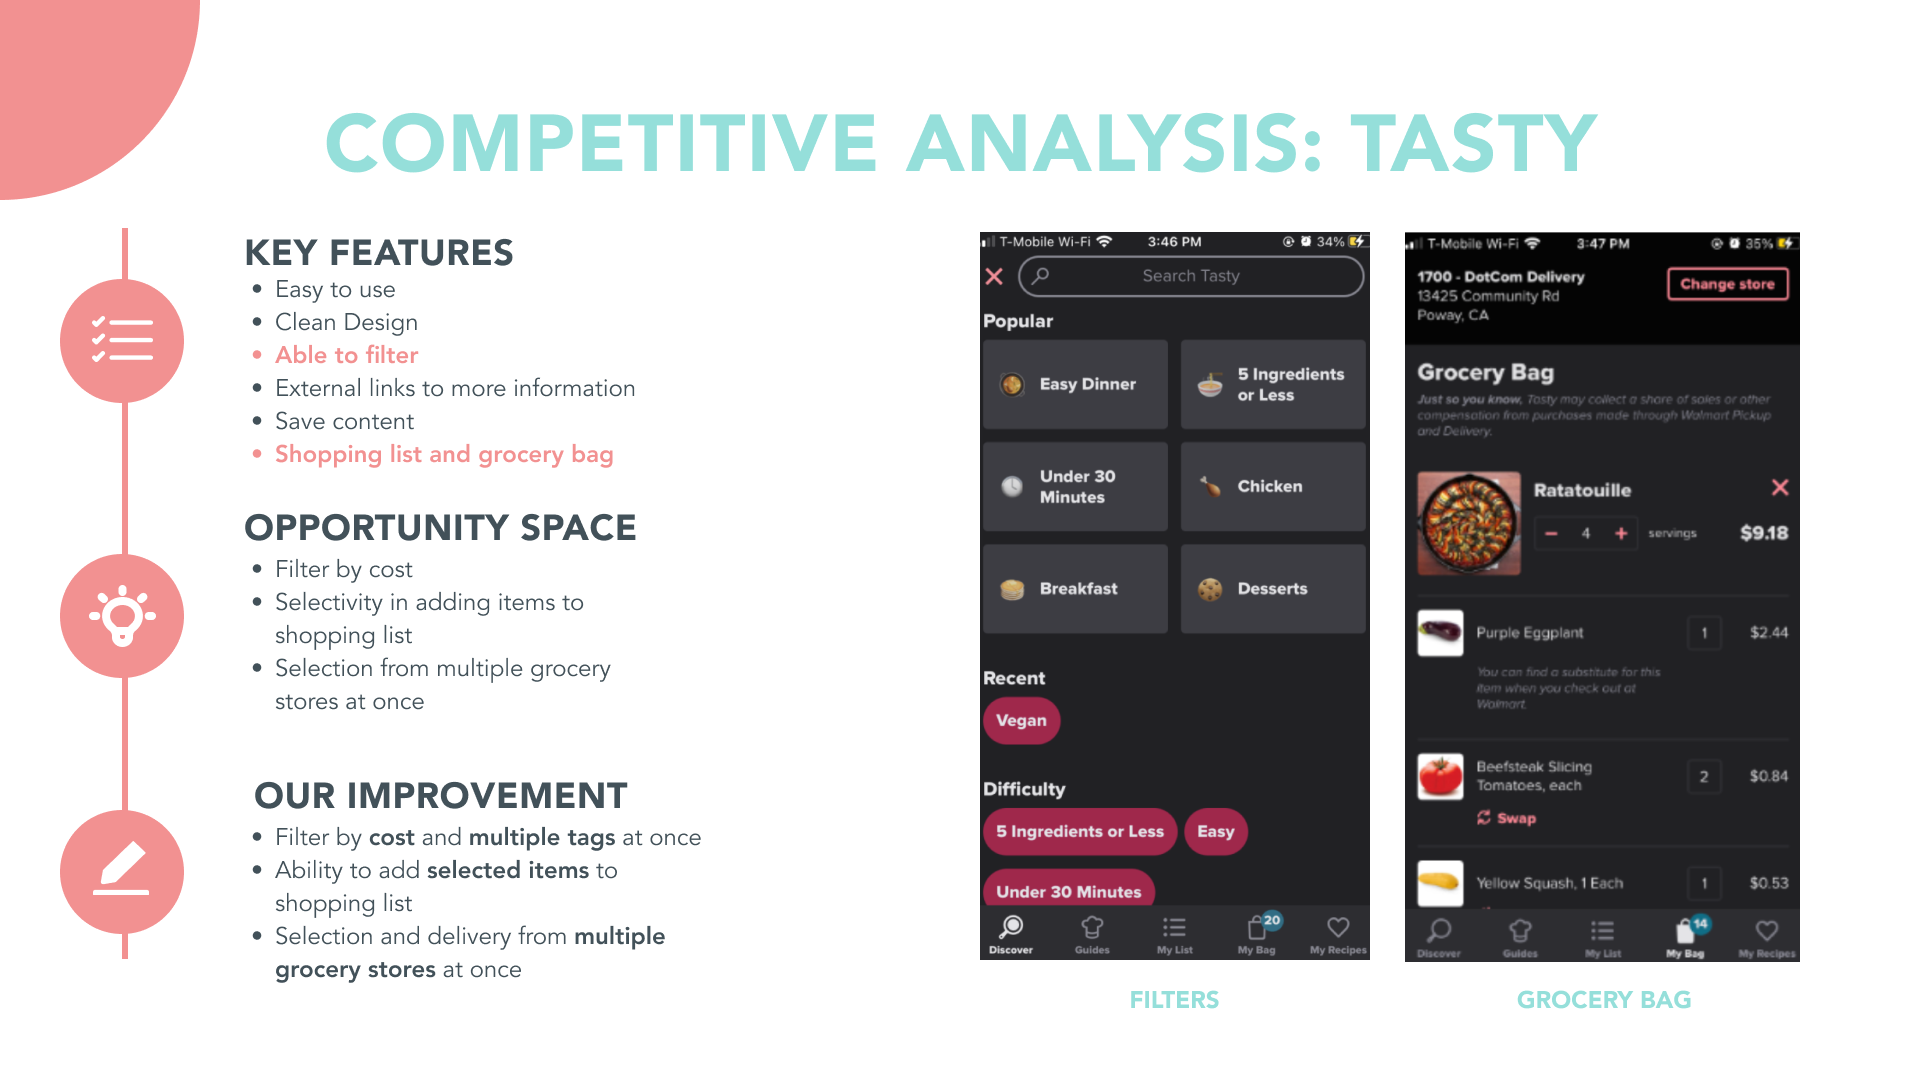 COMPETITIVE ANALYSIS: TASTY
KEY FEATURES
• Easy to use
• Clean Design
• Able to filter
• External links to more information
• Save content
• Shopping list and grocery bag
OPPORTUNITY SPACE
• Filter by cost
• Selectivity in adding items to
shopping list
• Selection from multiple grocery
stores at once
OUR IMPROVEMENT
• Filter by cost and multiple tags at once
• Ability to add selected items to
shopping list
• Selection and delivery from multiple
grocery stores at once
T-Mobile Wi-Fi 3:46 PM 34%
Search Tasty
Popular
Easy Dinner
5 Ingredients
or Less
Under 30
Minutes
Chicken
Breakfast
Desserts
Recent
Vegan
Difficulty
5 Ingredients or Less
Easy
Under 30 Minutes
20
Discover Guides My List My Bag My Recipes
FILTERS
T-Mobile Wi-Fi 3:47 PM 35%
1700 - DotCom Delivery
13425 Community Rd
Poway, CA
Change store
Grocery Bag
Just so you know, Tasty may collect a share of sales or other
compensation from purchases made through Walmart Pickup
and Delivery.
Ratatouille
− 4 + servings $9.18
Purple Eggplant 1 $2.44
You can find a substitute for this
item when you check out at
Walmart.
Beefsteak Slicing
Tomatoes, each
2 $0.84
Swap
Yellow Squash, 1 Each 1 $0.53
14
Discover Guides My List My Bag My Recipes
GROCERY BAG